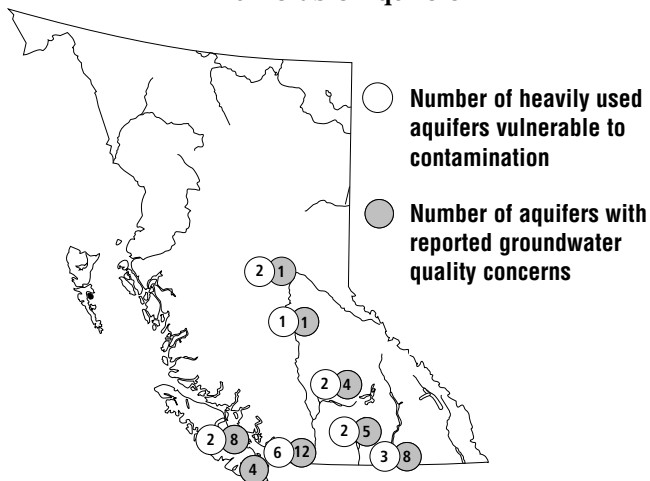 Number of heavily used
aquifers vulnerable to
contamination
Number of aquifers with
reported groundwater
quality concerns
2 1
1 1
2 4
2 5
2 8
6 12
3 8
4